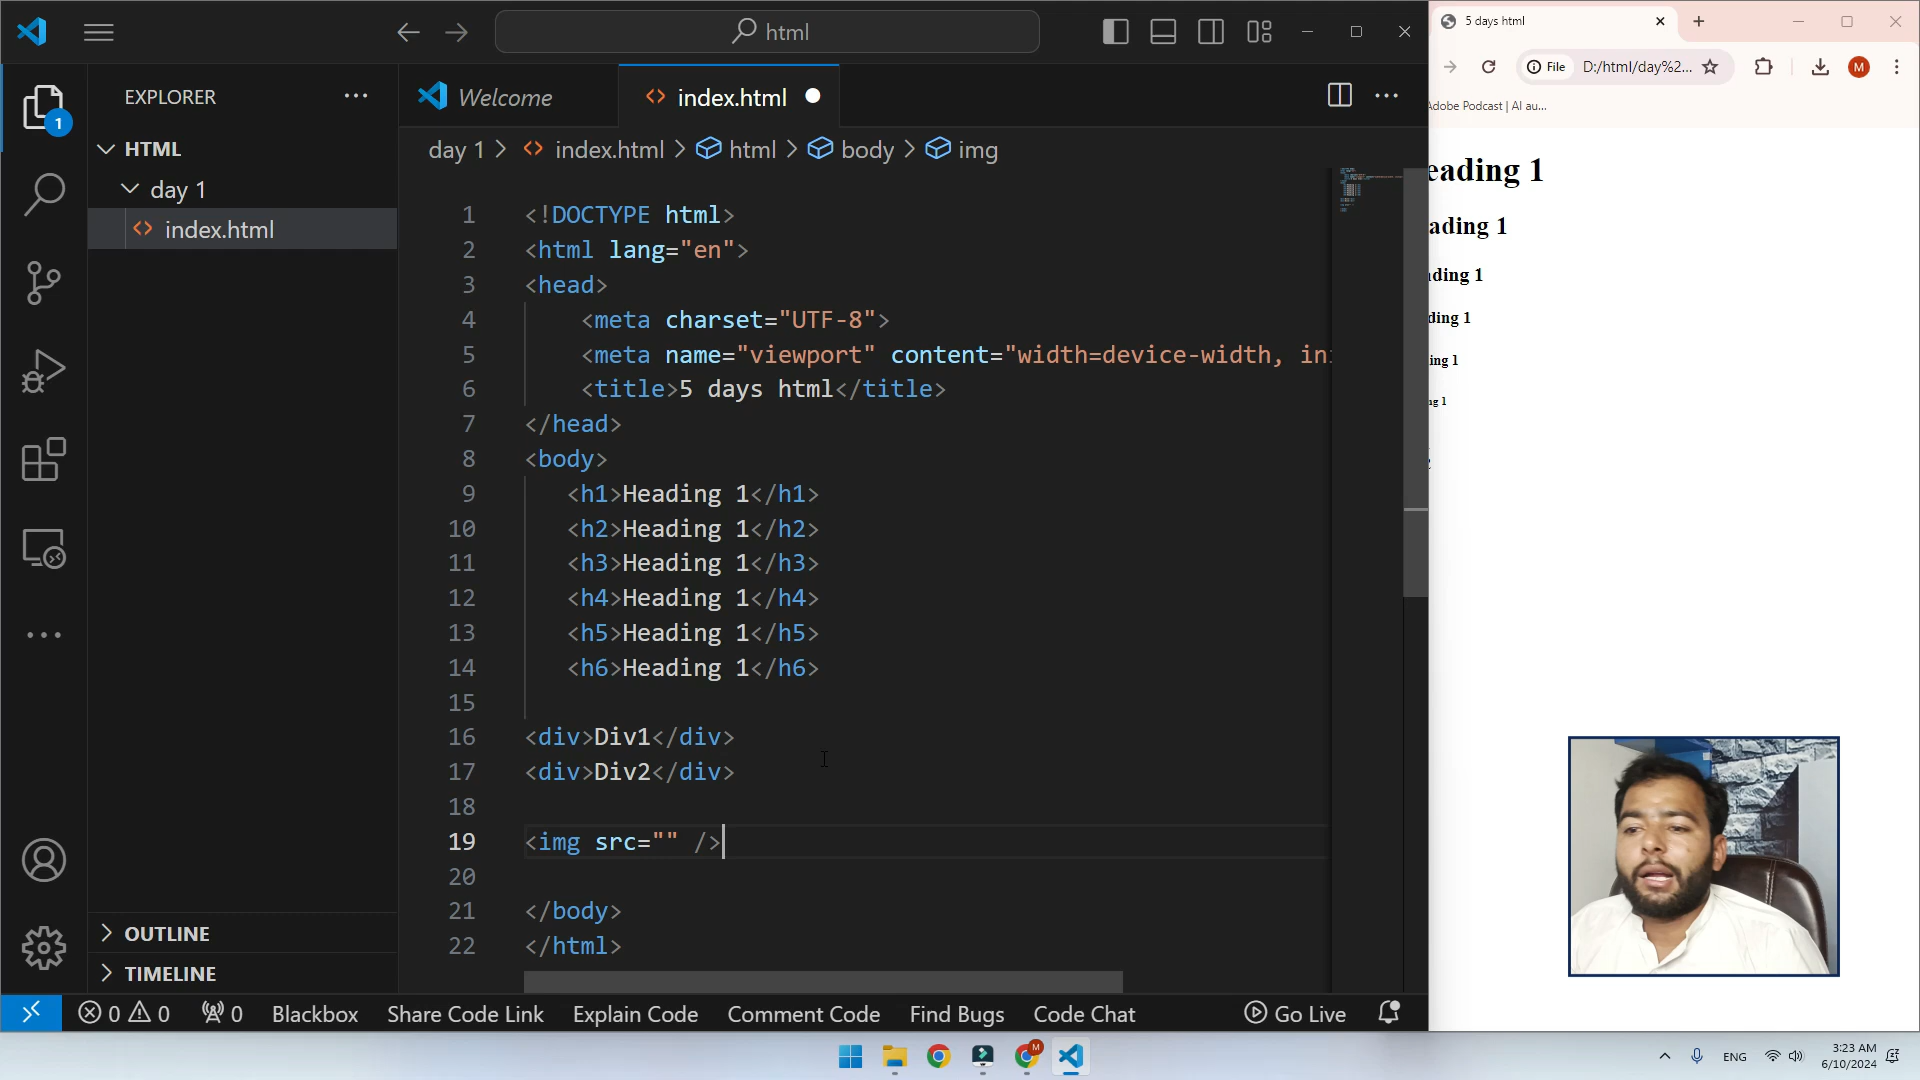 html
5 days html
File
D:/html/day%2...
M
Adobe Podcast | AI au...
EXPLORER
Welcome
index.html
1
HTML
day 1
index.html
day 1 > index.html > html > body > img
1 <!DOCTYPE html>
2 <html lang="en">
3 <head>
4 <meta charset="UTF-8">
5 <meta name="viewport" content="width=device-width, in
6 <title>5 days html</title>
7 </head>
8 <body>
9 <h1>Heading 1</h1>
10 <h2>Heading 1</h2>
11 <h3>Heading 1</h3>
12 <h4>Heading 1</h4>
13 <h5>Heading 1</h5>
14 <h6>Heading 1</h6>
15
16 <div>Div1</div>
17 <div>Div2</div>
18
19 <img src="" />
20
21 </body>
22 </html>
OUTLINE
TIMELINE
eading 1
ading 1
ding 1
ding 1
ing 1
ng 1
0 0 0 Blackbox Share Code Link Explain Code Comment Code Find Bugs Code Chat Go Live
M
ENG
3:23 AM
6/10/2024